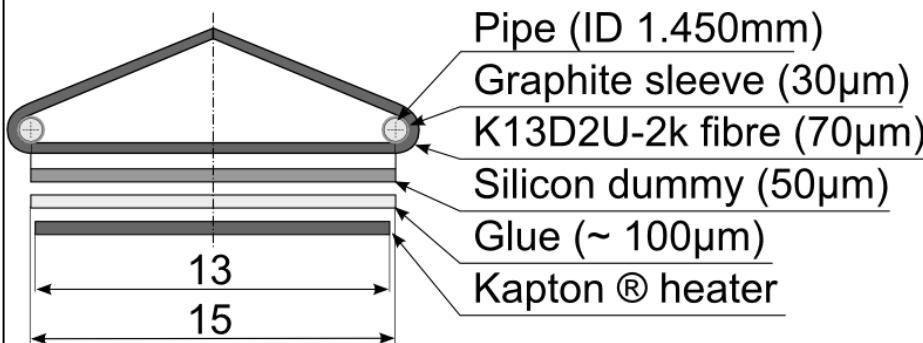 Pipe (ID 1.450mm)
Graphite sleeve (30µm)
K13D2U-2k fibre (70µm)
Silicon dummy (50µm)
Glue (~ 100µm)
Kapton ® heater
13
15